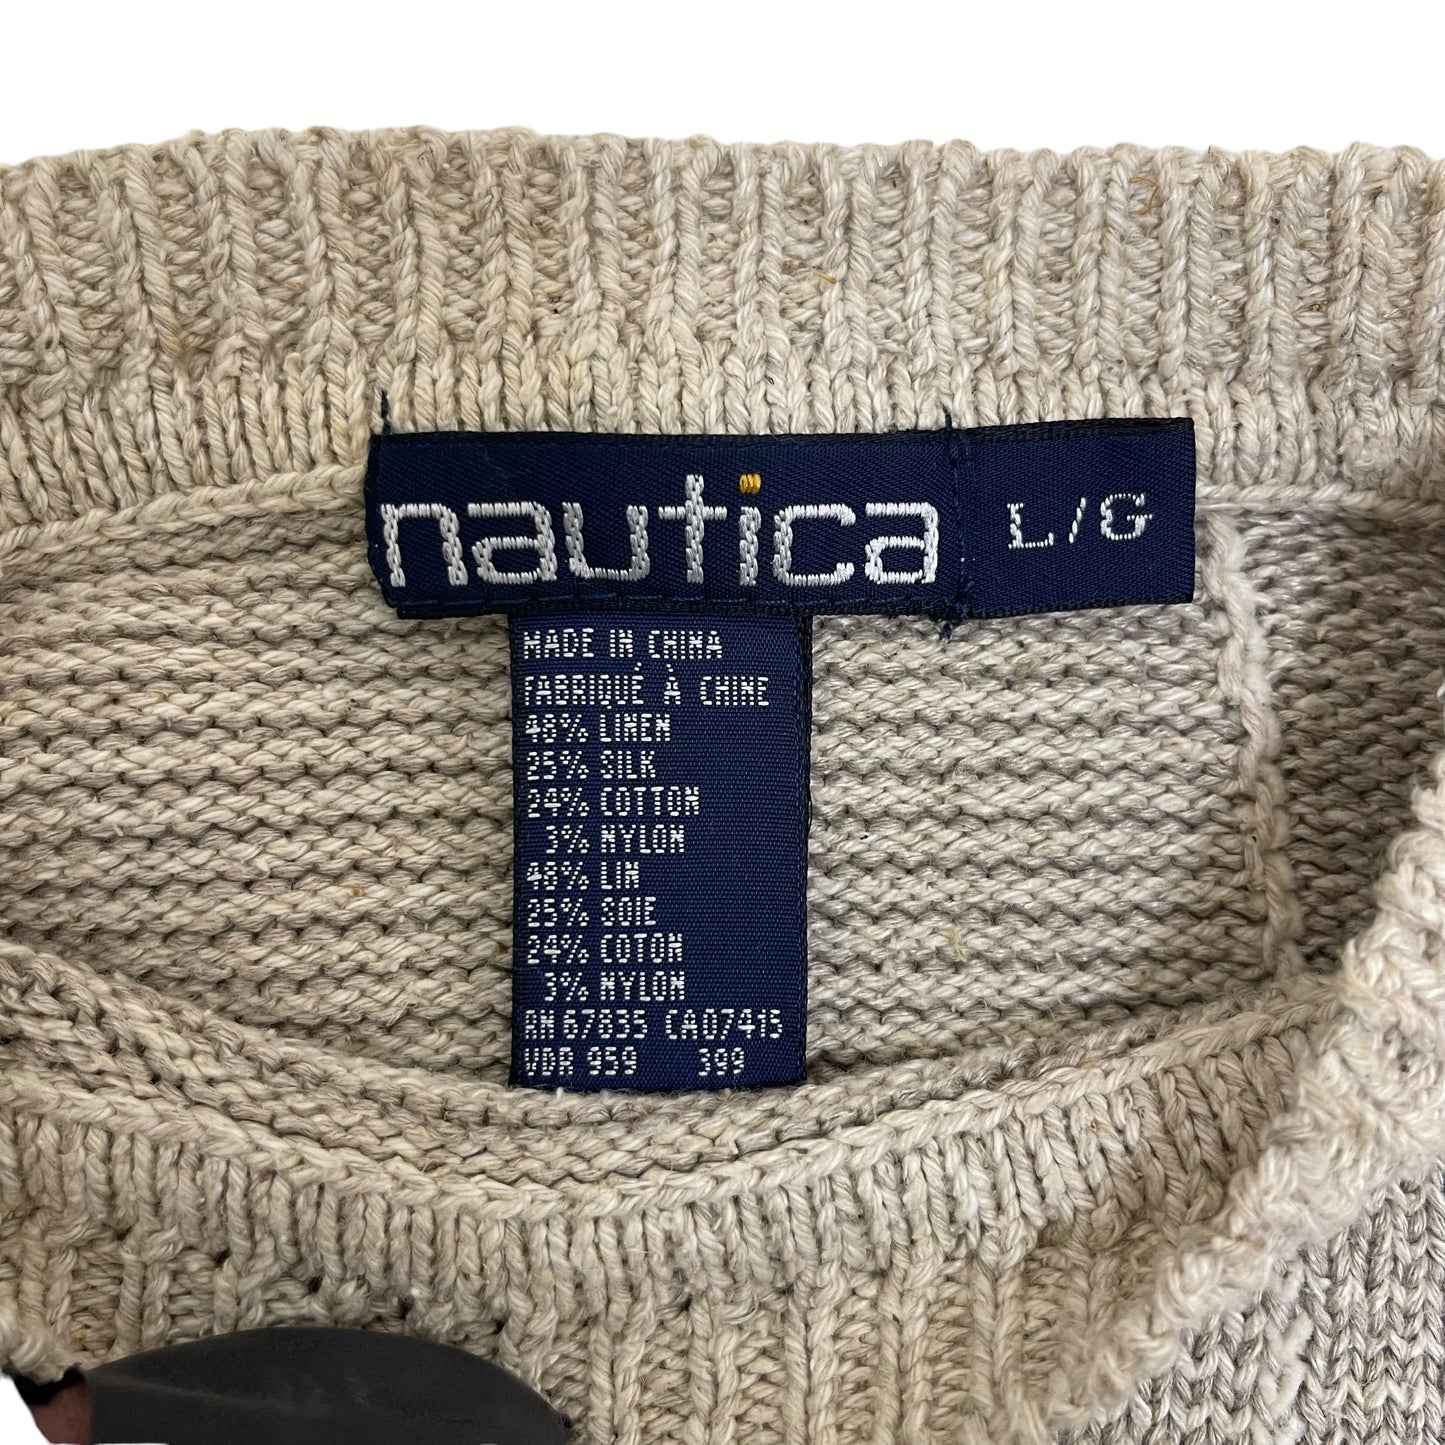 nautica L/G
MADE IN CHINA
FABRIQUÉ À CHINE
48% LINEN
25% SILK
24% COTTON
3% NYLON
48% LIN
25% SOIE
24% COTON
3% NYLON
RN 67835 CA07415
VDR 959 399